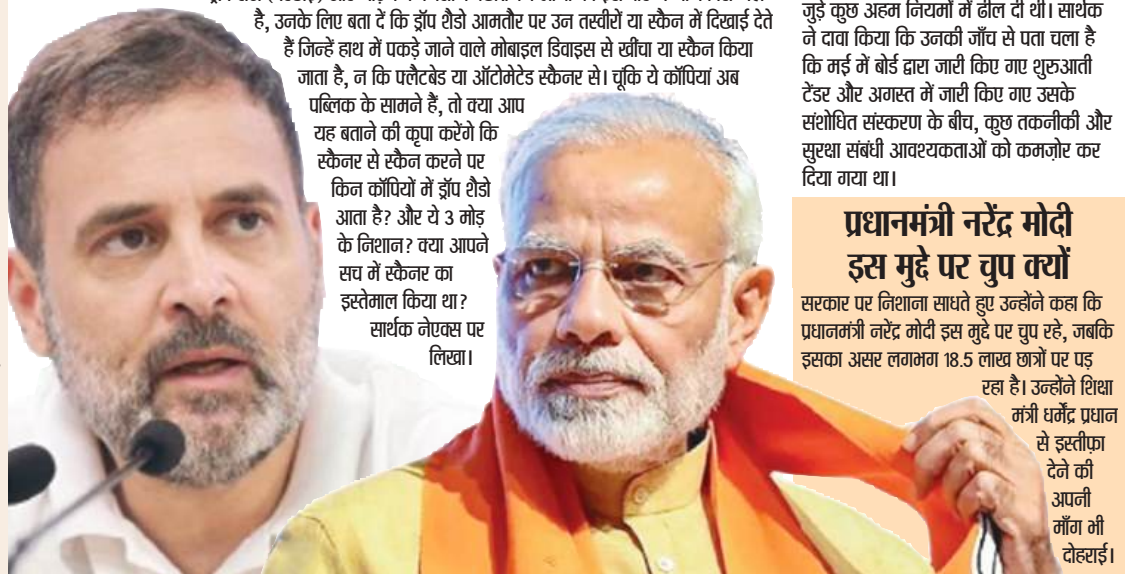 है, उनके लिए बता दें कि ड्रॉप शैडो आमतौर पर उन तस्वीरों या स्कैन में दिखाई देते
हैं जिन्हें हाथ में पकड़े जाने वाले मोबाइल डिवाइस से खींचा या स्कैन किया
जाता है, न कि फ्लैटबेड या ऑटोमेटेड स्कैनर से। चूंकि ये कॉपियां अब
पब्लिक के सामने हैं, तो क्या आप
यह बताने की कृपा करेंगे कि
स्कैनर से स्कैन करने पर
किन कॉपियों में ड्रॉप शैडो
आता है? और ये 3 मोड़
के निशान? क्या आपने
सच में स्कैनर का
इस्तेमाल किया था?
सार्थक नेएक्स पर
लिखा।
जुड़े कुछ अहम नियमों में ढील दी थी। सार्थक
ने दावा किया कि उनकी जाँच से पता चला है
कि मई में बोर्ड द्वारा जारी किए गए शुरुआती
टेंडर और अगस्त में जारी किए गए उसके
संशोधित संस्करण के बीच, कुछ तकनीकी और
सुरक्षा संबंधी आवश्यकताओं को कमज़ोर कर
दिया गया था।
प्रधानमंत्री नरेंद्र मोदी
इस मुद्दे पर चुप क्यों
सरकार पर निशाना साधते हुए उन्होंने कहा कि
प्रधानमंत्री नरेंद्र मोदी इस मुद्दे पर चुप रहे, जबकि
इसका असर लगभग 18.5 लाख छात्रों पर पड़
रहा है। उन्होंने शिक्षा
मंत्री धर्मेंद्र प्रधान
से इस्तीफ़ा
देने की
अपनी
माँग भी
दोहराई।